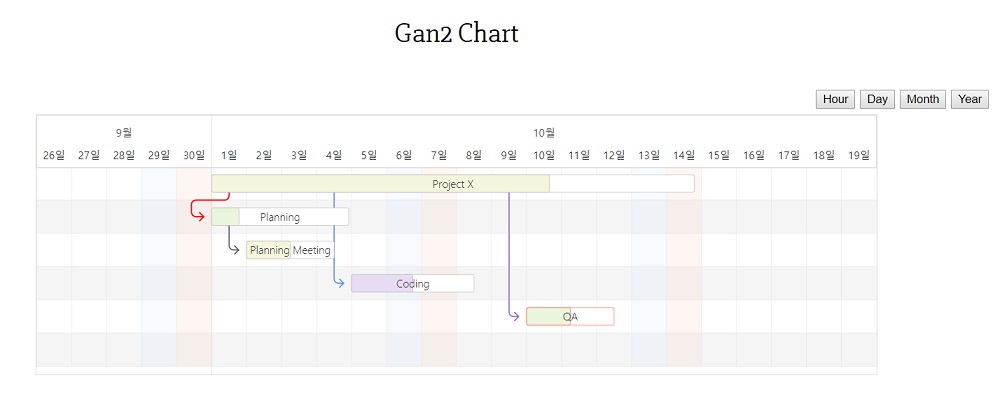 Gan2 Chart
Hour Day Month Year
9월 10월
26일 27일 28일 29일 30일 1일 2일 3일 4일 5일 6일 7일 8일 9일 10일 11일 12일 13일 14일 15일 16일 17일 18일 19일
Project X
Planning
Planning Meeting
Coding
QA